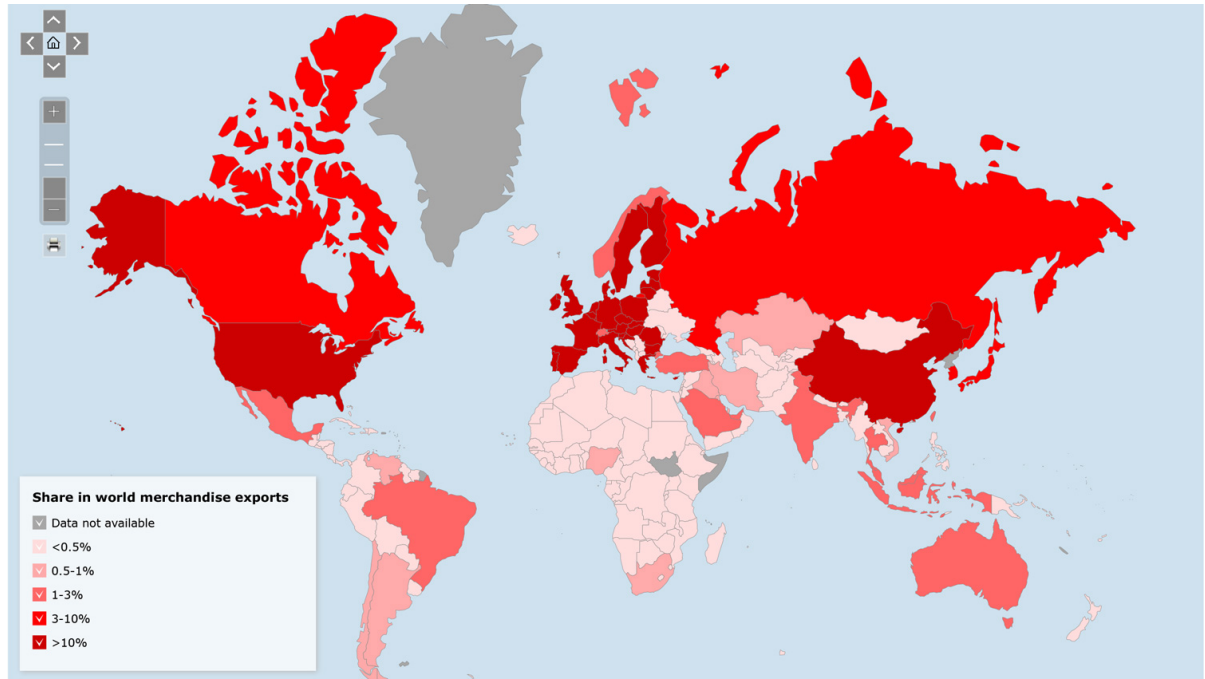 Share in world merchandise exports
Data not available
<0.5%
0.5-1%
1-3%
3-10%
>10%